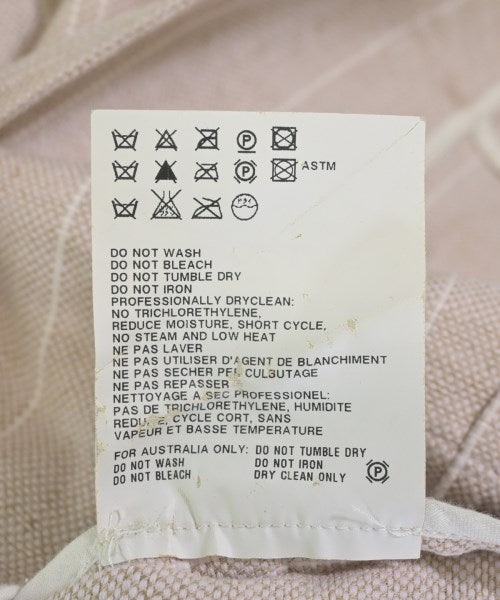 P
P ASTM
DO NOT WASH
DO NOT BLEACH
DO NOT TUMBLE DRY
DO NOT IRON
PROFESSIONALLY DRYCLEAN:
NO TRICHLORETHYLENE,
REDUCE MOISTURE, SHORT CYCLE,
NO STEAM AND LOW HEAT
NE PAS LAVER
NE PAS UTILISER D'AGENT DE BLANCHIMENT
NE PAS SECHER CULBUTAGE
NE PAS REPASSER
NETTOYAGE A SEC PROFESSIONEL:
PAS DE TRICHLORETHYLENE, HUMIDITE
CYCLE CORT, SANS
VAPEUR ET BASSE TEMPERATURE
FOR AUSTRALIA ONLY: DO NOT TUMBLE DRY
DO NOT WASH DO NOT IRON
DO NOT BLEACH DRY CLEAN ONLY P